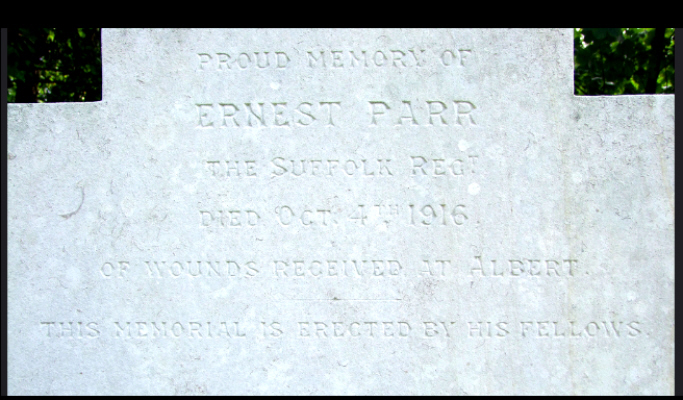 PROUD MEMORY OF
ERNEST PARR
THE SUFFOLK REGT
DIED OCT. 4TH 1916.
OF WOUNDS RECEIVED AT ALBERT.
THIS MEMORIAL IS ERECTED BY HIS FELLOWS.